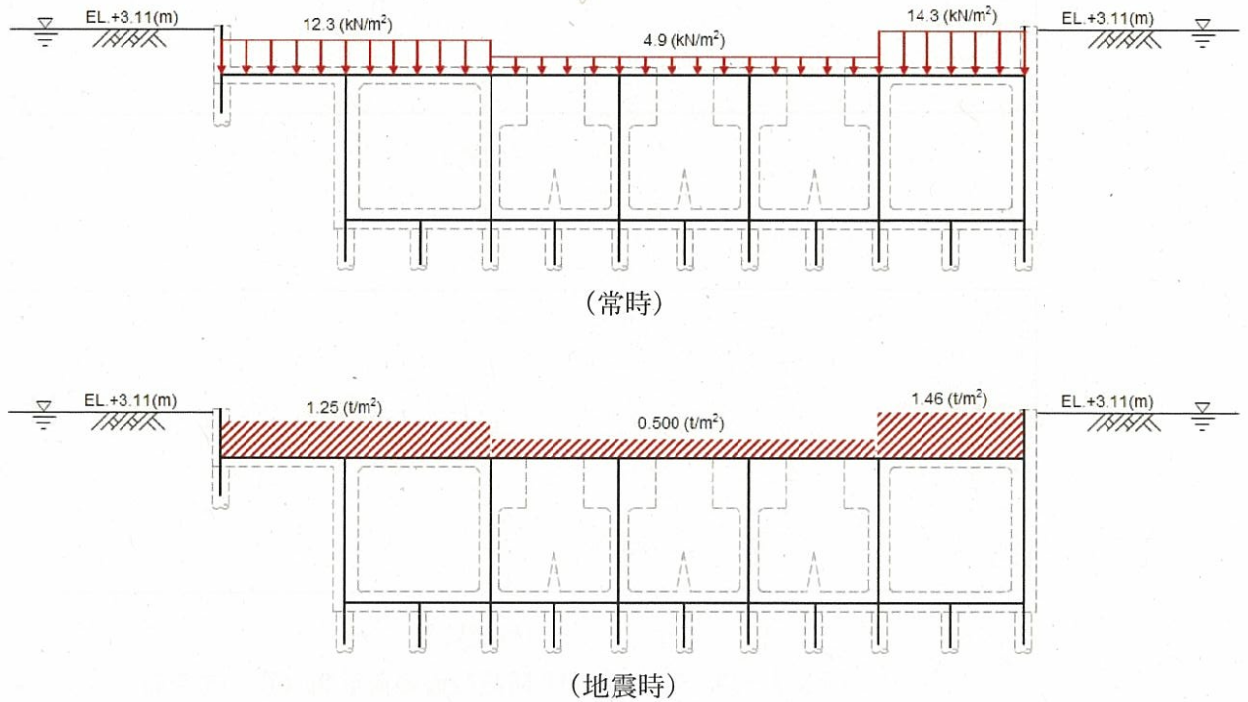 EL.+3.11(m)
12.3 (kN/m²)
4.9 (kN/m²)
14.3 (kN/m²)
EL.+3.11(m)
(常時)
EL.+3.11(m)
1.25 (t/m²)
0.500 (t/m²)
1.46 (t/m²)
EL.+3.11(m)
(地震時)